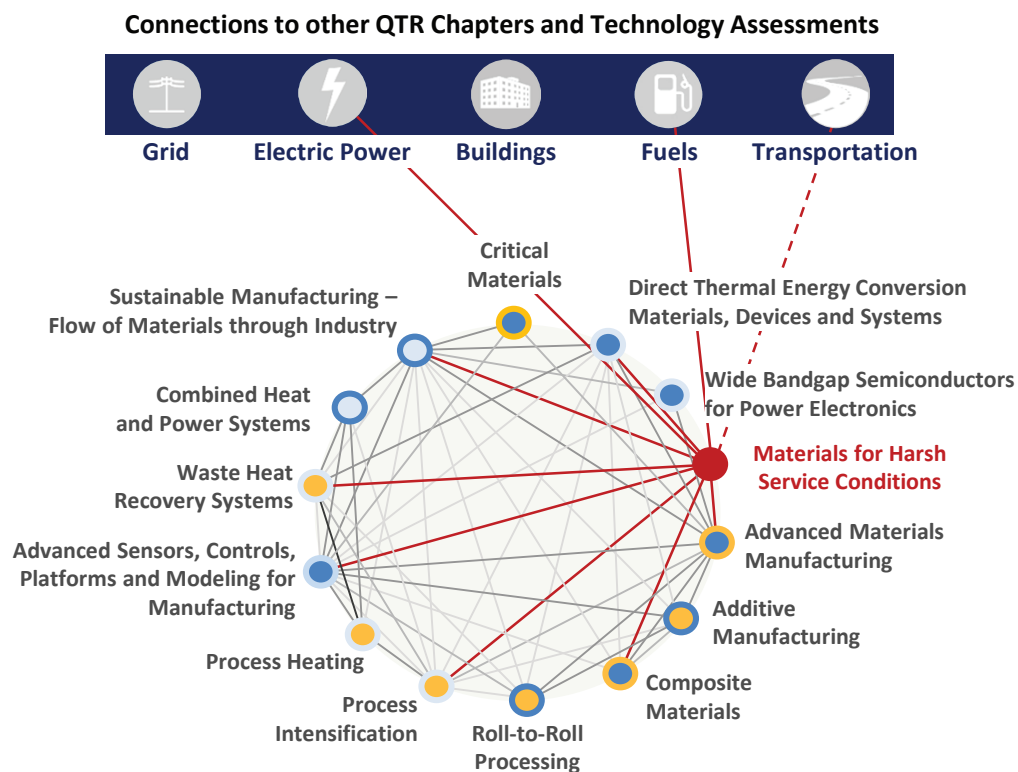 Connections to other QTR Chapters and Technology Assessments
Grid
Electric Power
Buildings
Fuels
Transportation
Critical
Materials
Sustainable Manufacturing –
Flow of Materials through Industry
Direct Thermal Energy Conversion
Materials, Devices and Systems
Combined Heat
and Power Systems
Wide Bandgap Semiconductors
for Power Electronics
Waste Heat
Recovery Systems
Materials for Harsh
Service Conditions
Advanced Sensors, Controls,
Platforms and Modeling for
Manufacturing
Advanced Materials
Manufacturing
Process Heating
Additive
Manufacturing
Process
Intensification
Roll-to-Roll
Processing
Composite
Materials